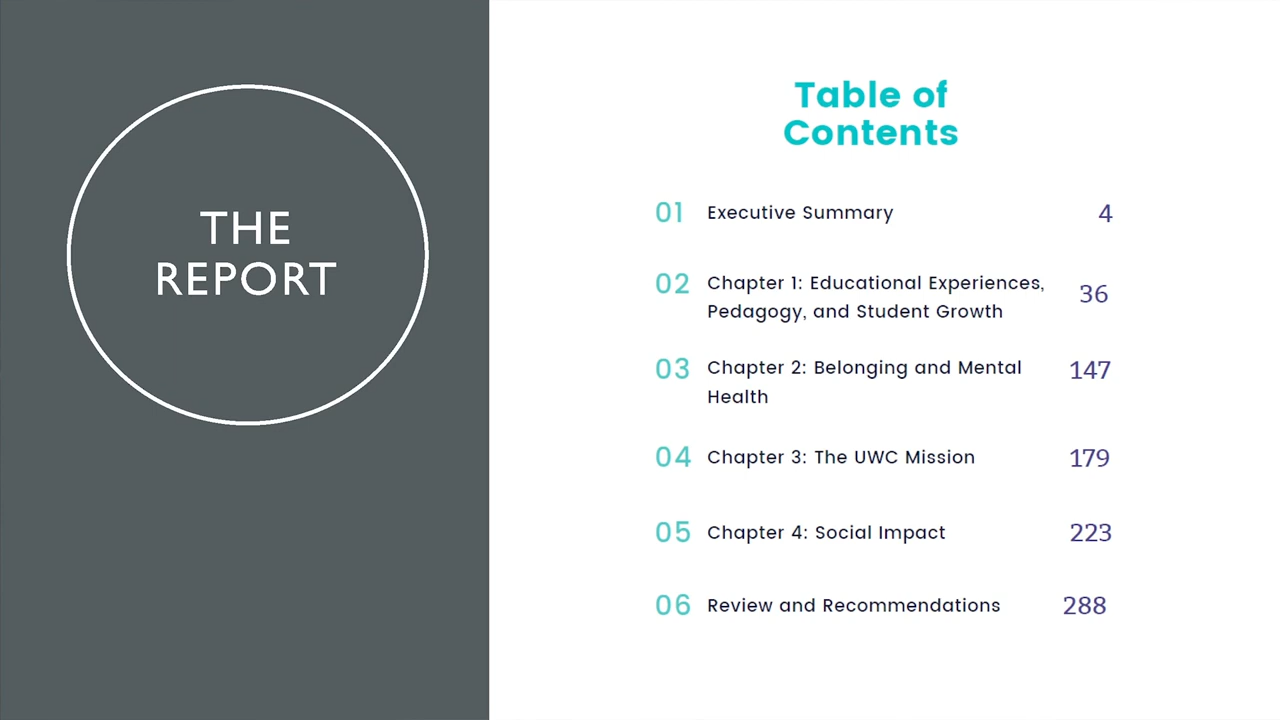 THE
REPORT
Table of
Contents
01 Executive Summary 4
02 Chapter 1: Educational Experiences, 36
Pedagogy, and Student Growth
03 Chapter 2: Belonging and Mental 147
Health
04 Chapter 3: The UWC Mission 179
05 Chapter 4: Social Impact 223
06 Review and Recommendations 288